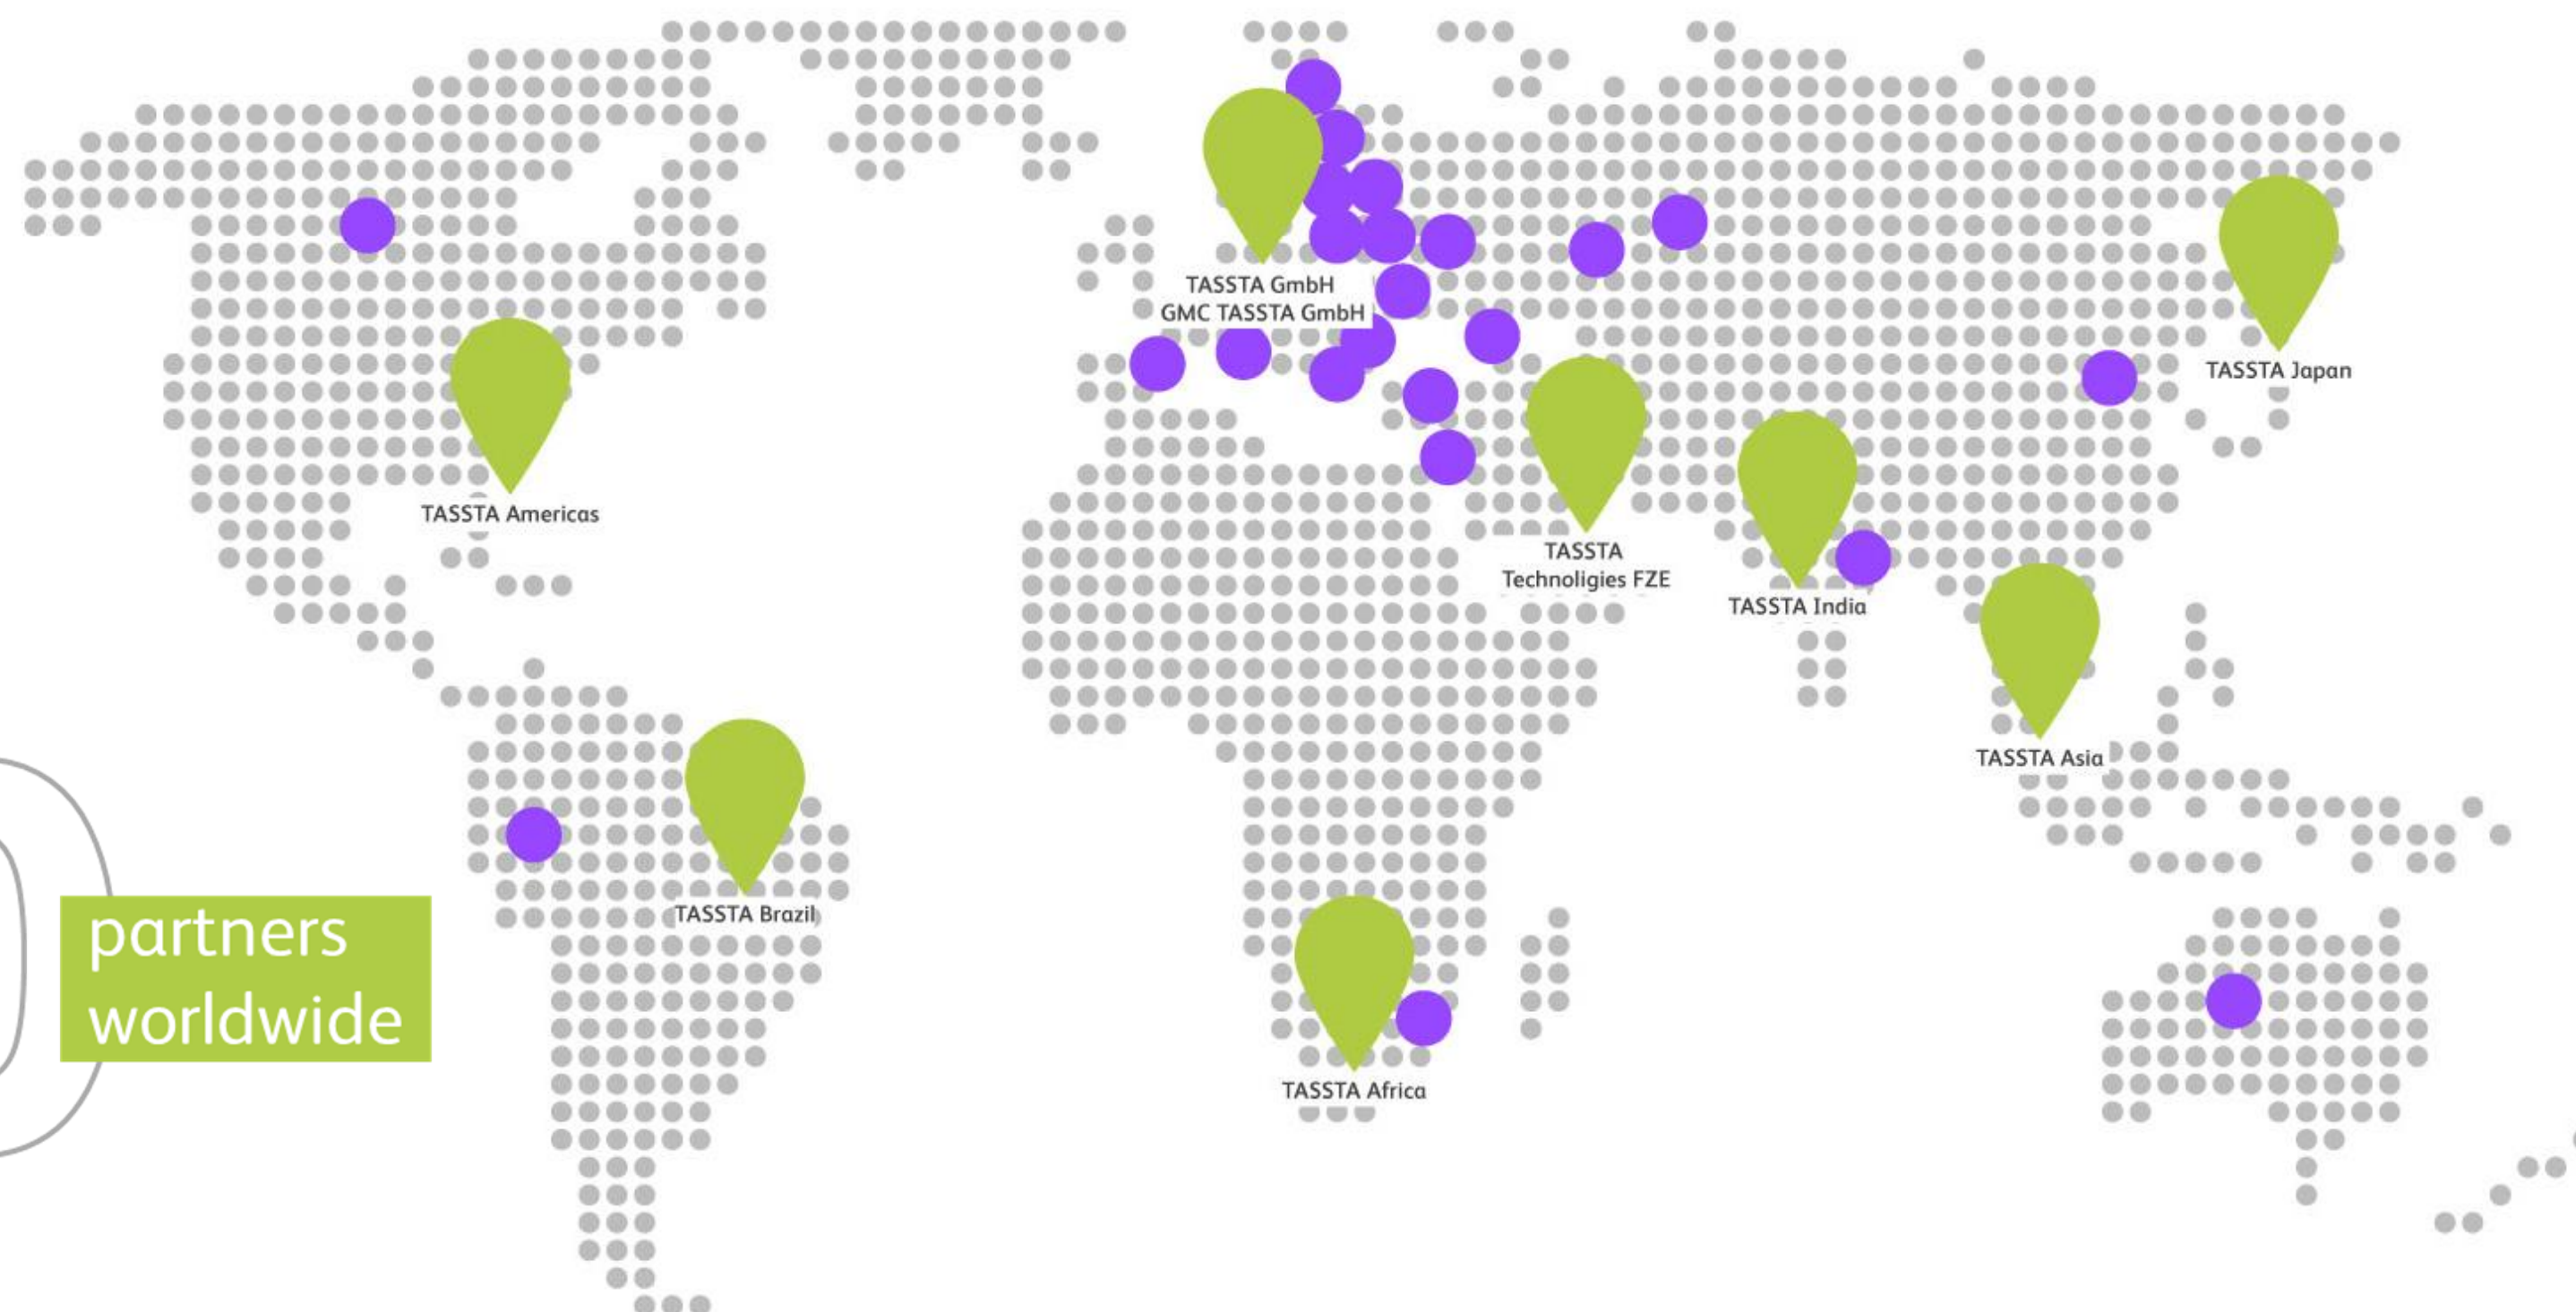 TASSTA GmbH
GMC TASSTA GmbH
TASSTA Japan
TASSTA Americas
TASSTA
Technoligies FZE
TASSTA India
TASSTA Asia
TASSTA Brazil
partners
worldwide
TASSTA Africa